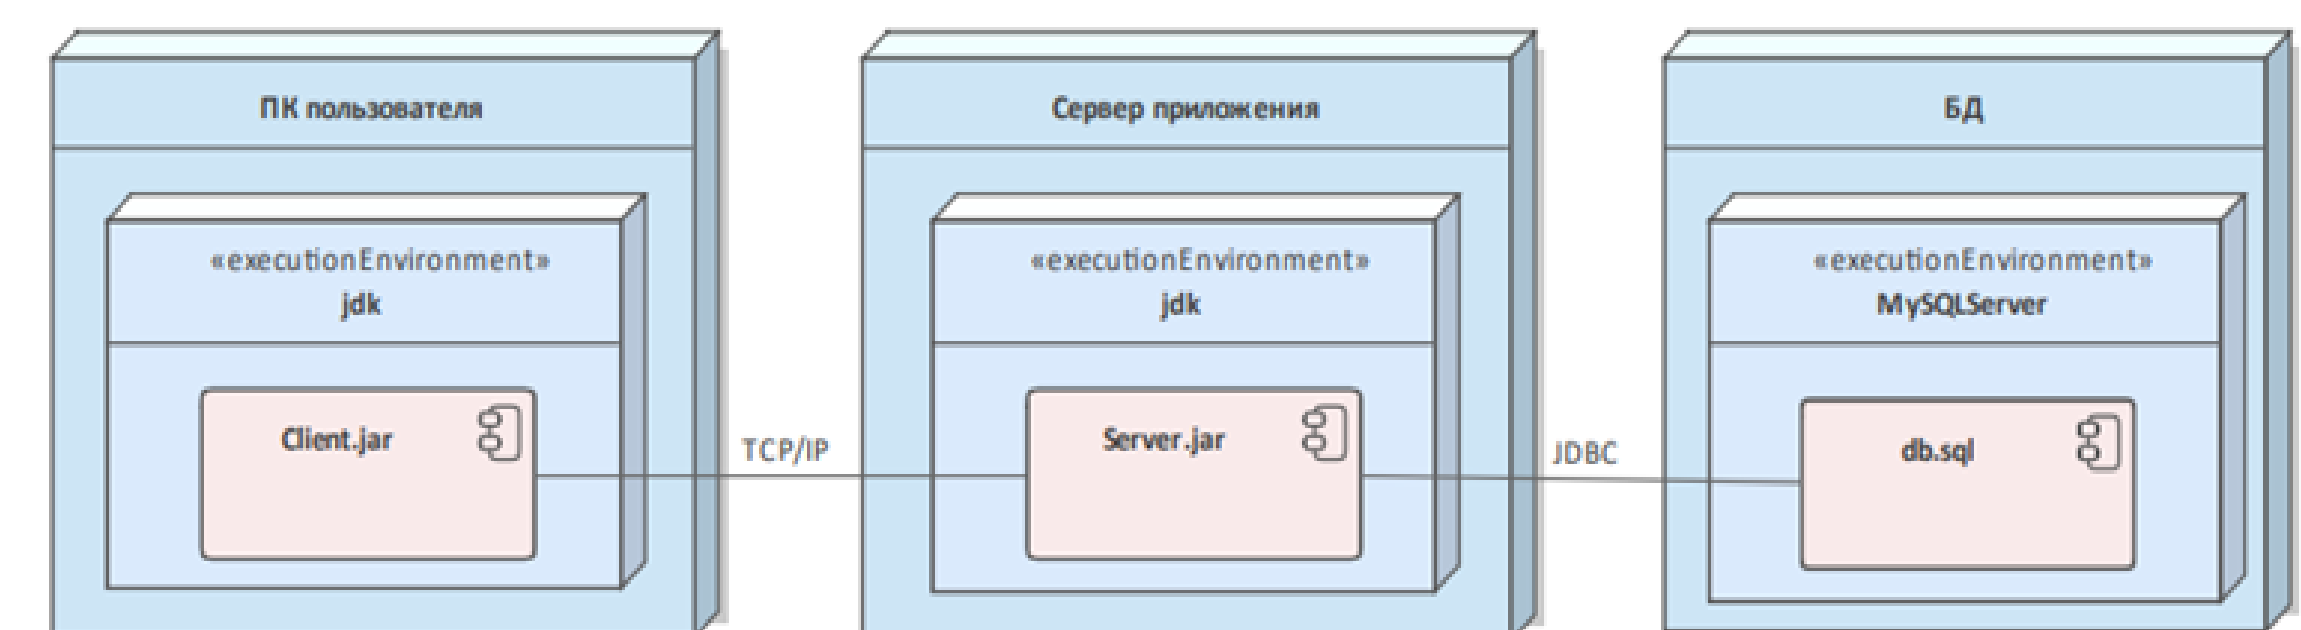 ПК пользователя
Сервер приложения
БД
«executionEnvironment»
jdk
«executionEnvironment»
jdk
«executionEnvironment»
MySQLServer
Client.jar
TCP/IP
Server.jar
JDBC
db.sql